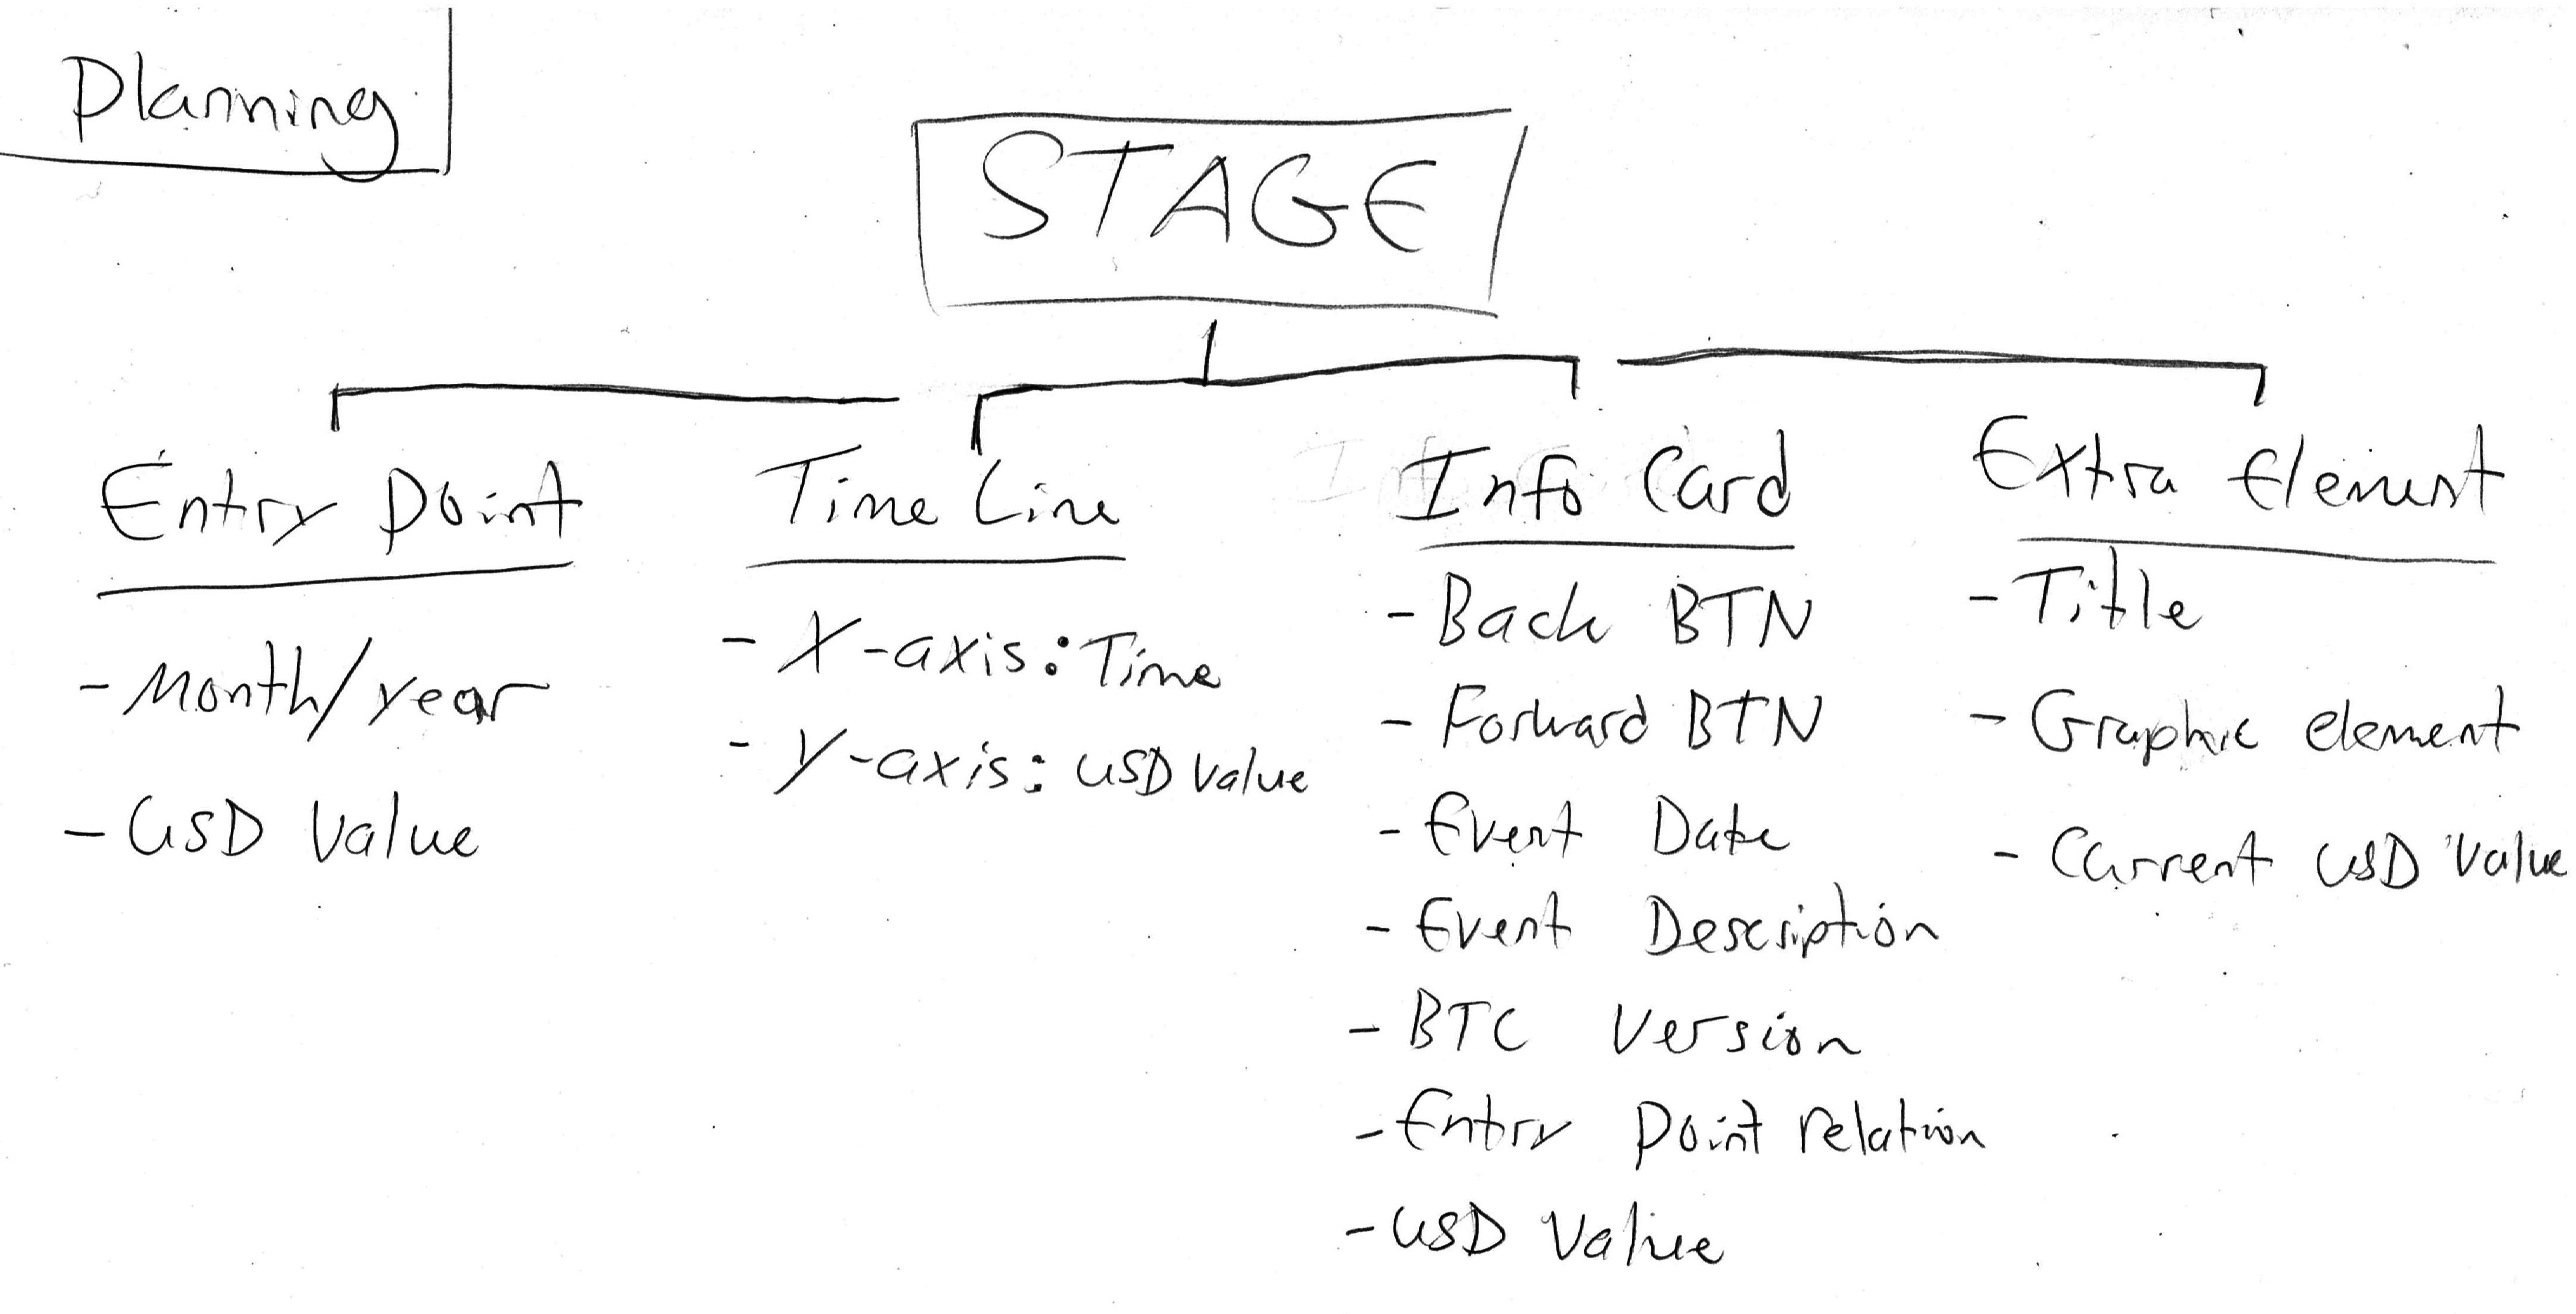 Planning
STAGE
Entry Point
- Month/year
- USD Value
Time Line
- X-axis: Time
- Y-axis: USD Value
Info Card
- Back BTN
- Forward BTN
- Event Date
- Event Description
- BTC Version
- Entry Point relation
- USD Value
Extra Element
- Title
- Graphic element
- Current USD Value